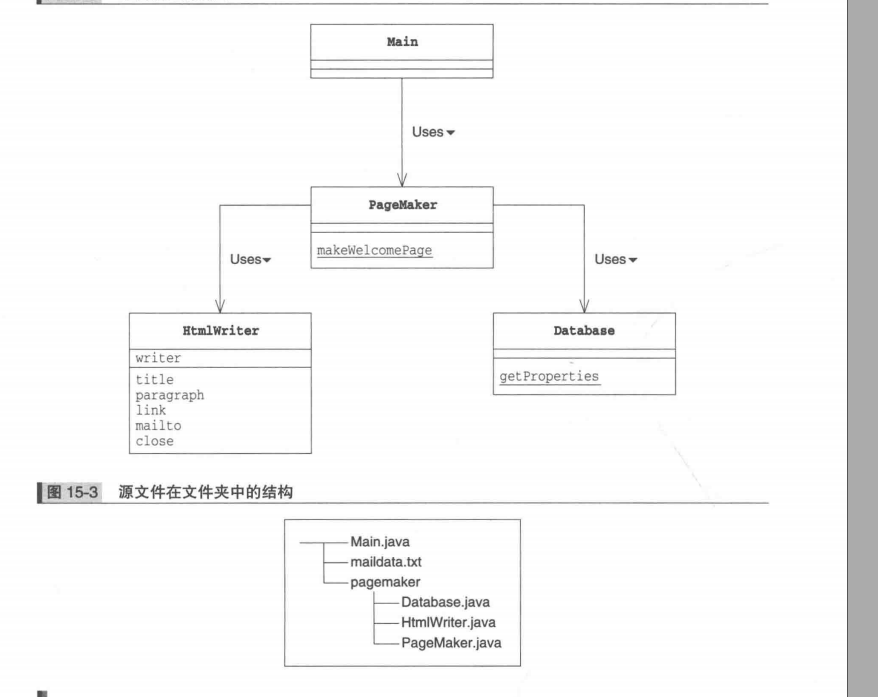 Main
Uses
PageMaker
makeWelcomePage
Uses
Uses
HtmlWriter
writer
title
paragraph
link
mailto
close
Database
getProperties
图 15-3 源文件在文件夹中的结构
Main.java
maildata.txt
pagemaker
Database.java
HtmlWriter.java
PageMaker.java